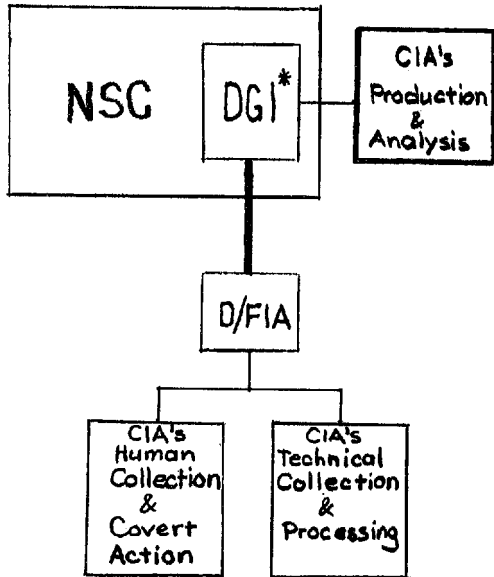 NSC
DGI*
CIA's
Production
&
Analysis
D/FIA
CIA's
Human
Collection
&
Covert
Action
CIA's
Technical
Collection
&
Processing